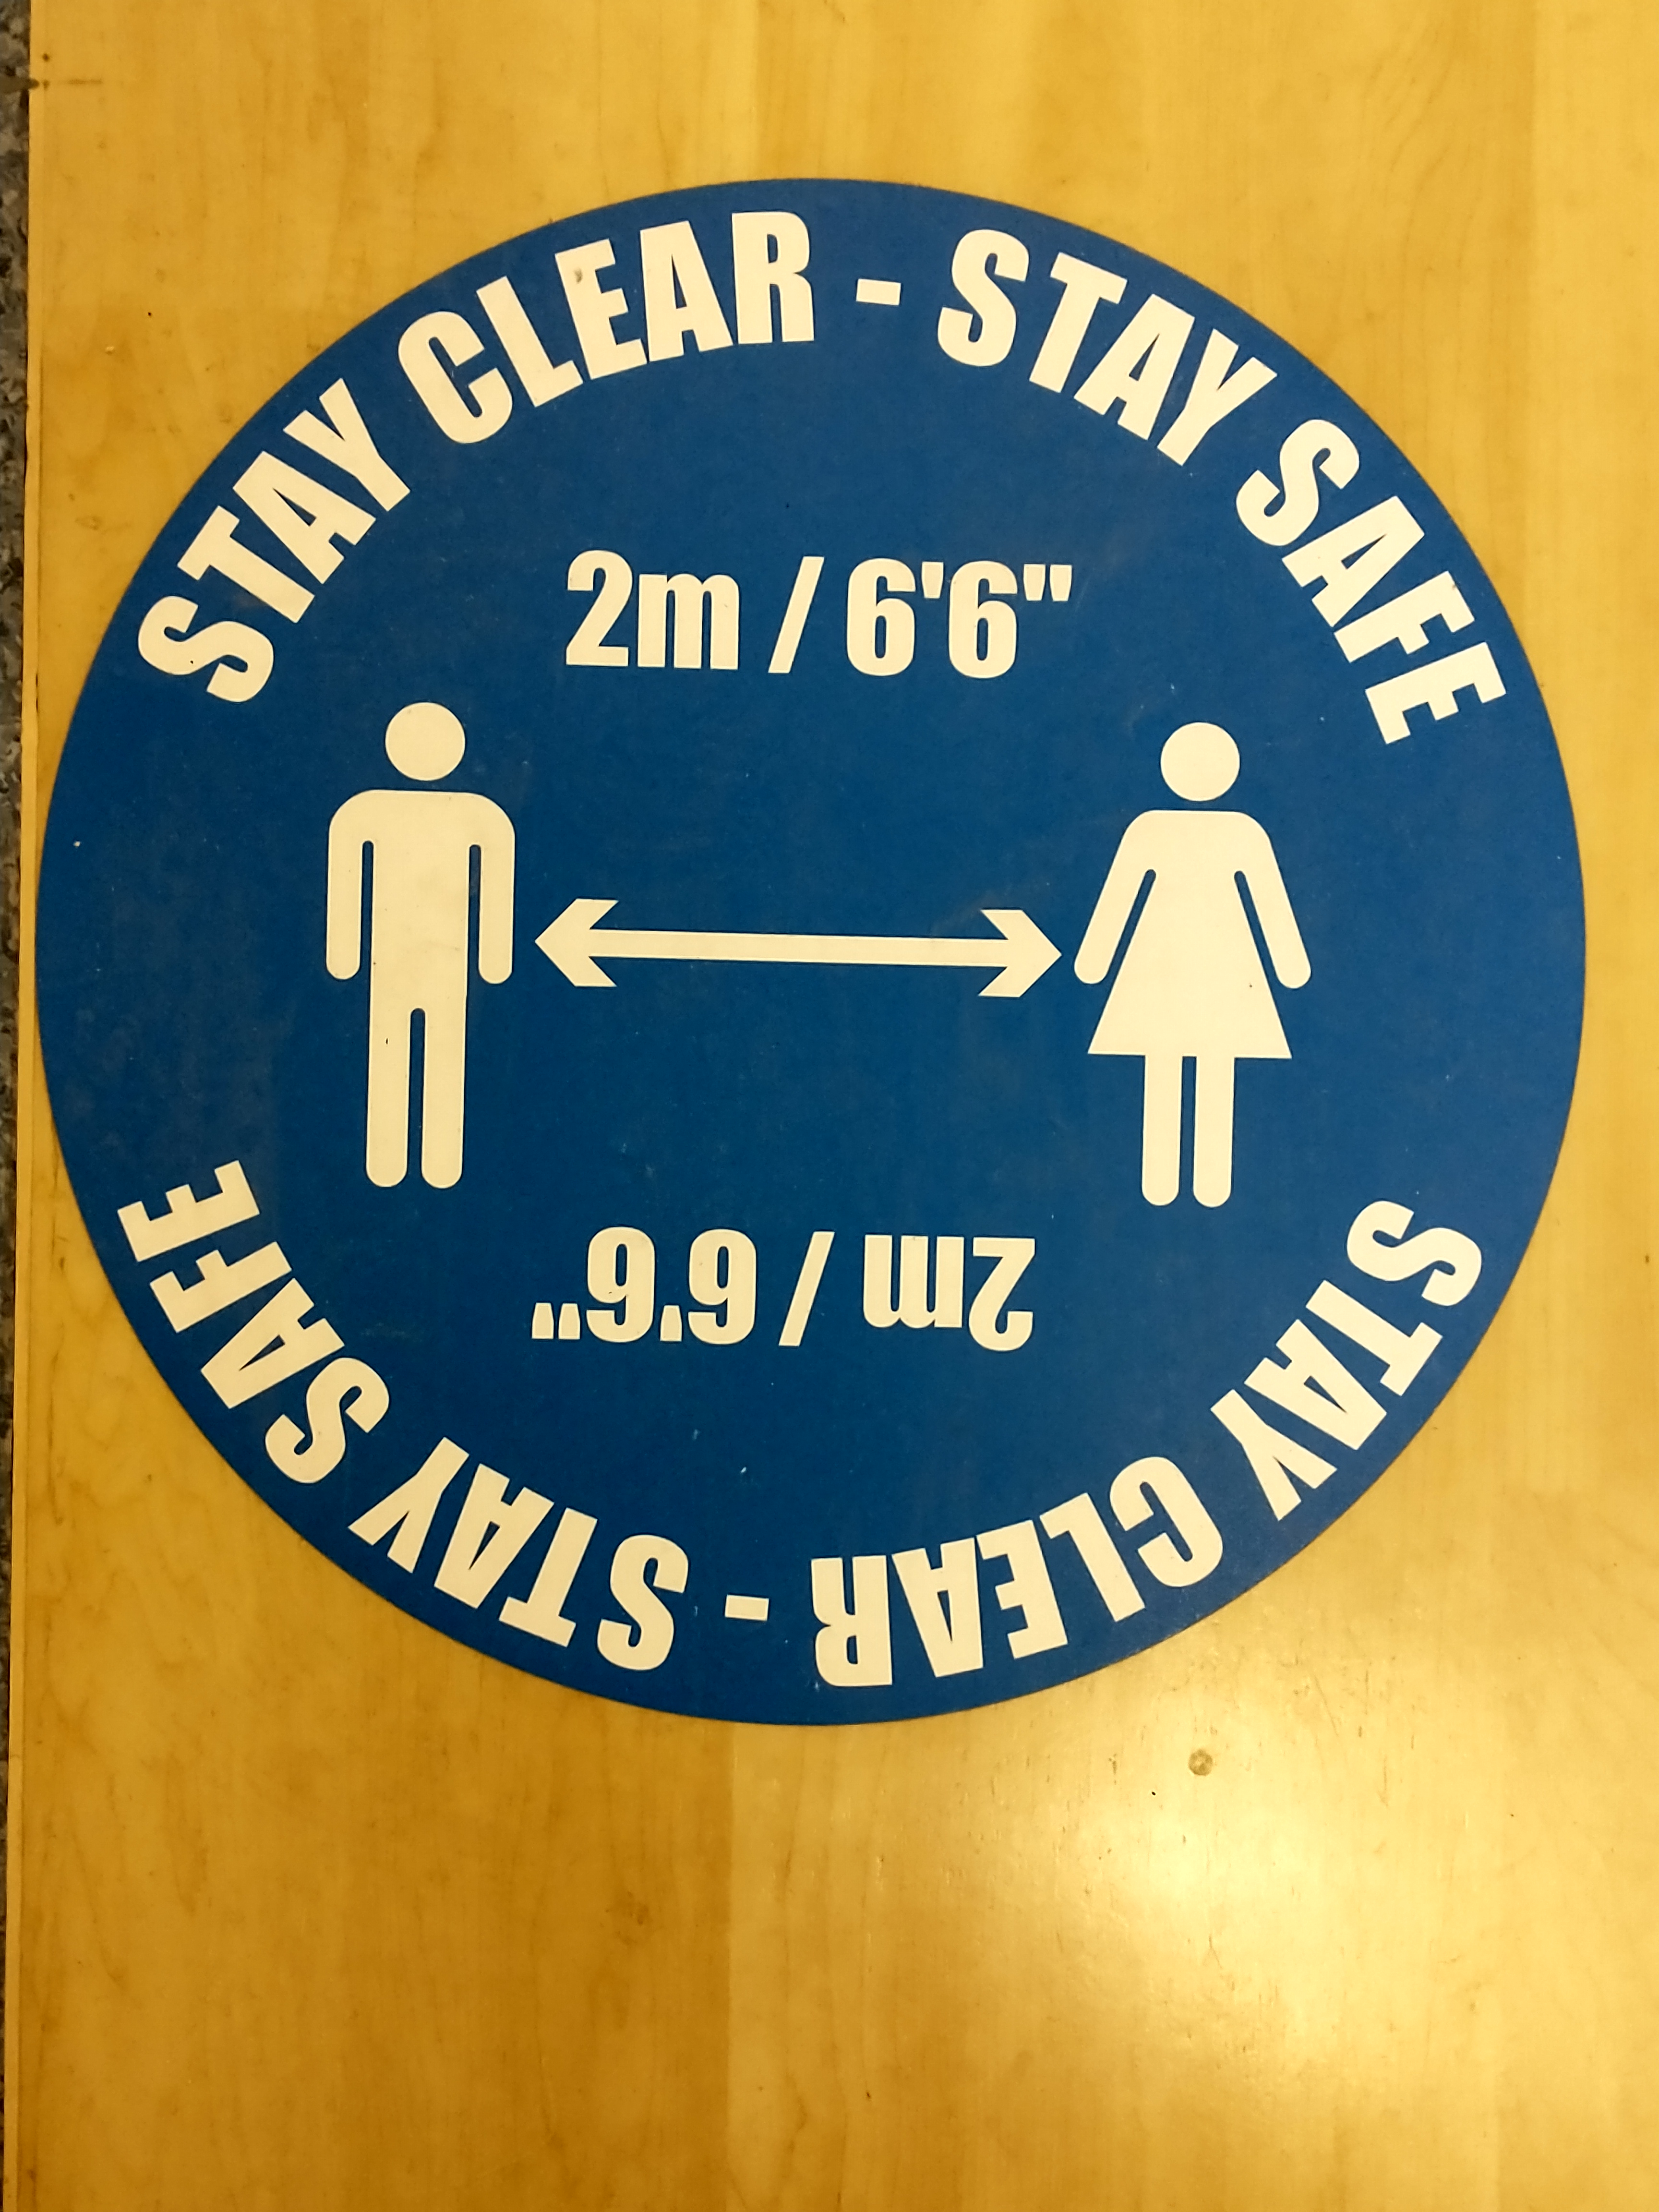 STAY CLEAR - STAY SAFE
2m / 6'6"
2m / 6'6"
STAY CLEAR - STAY SAFE